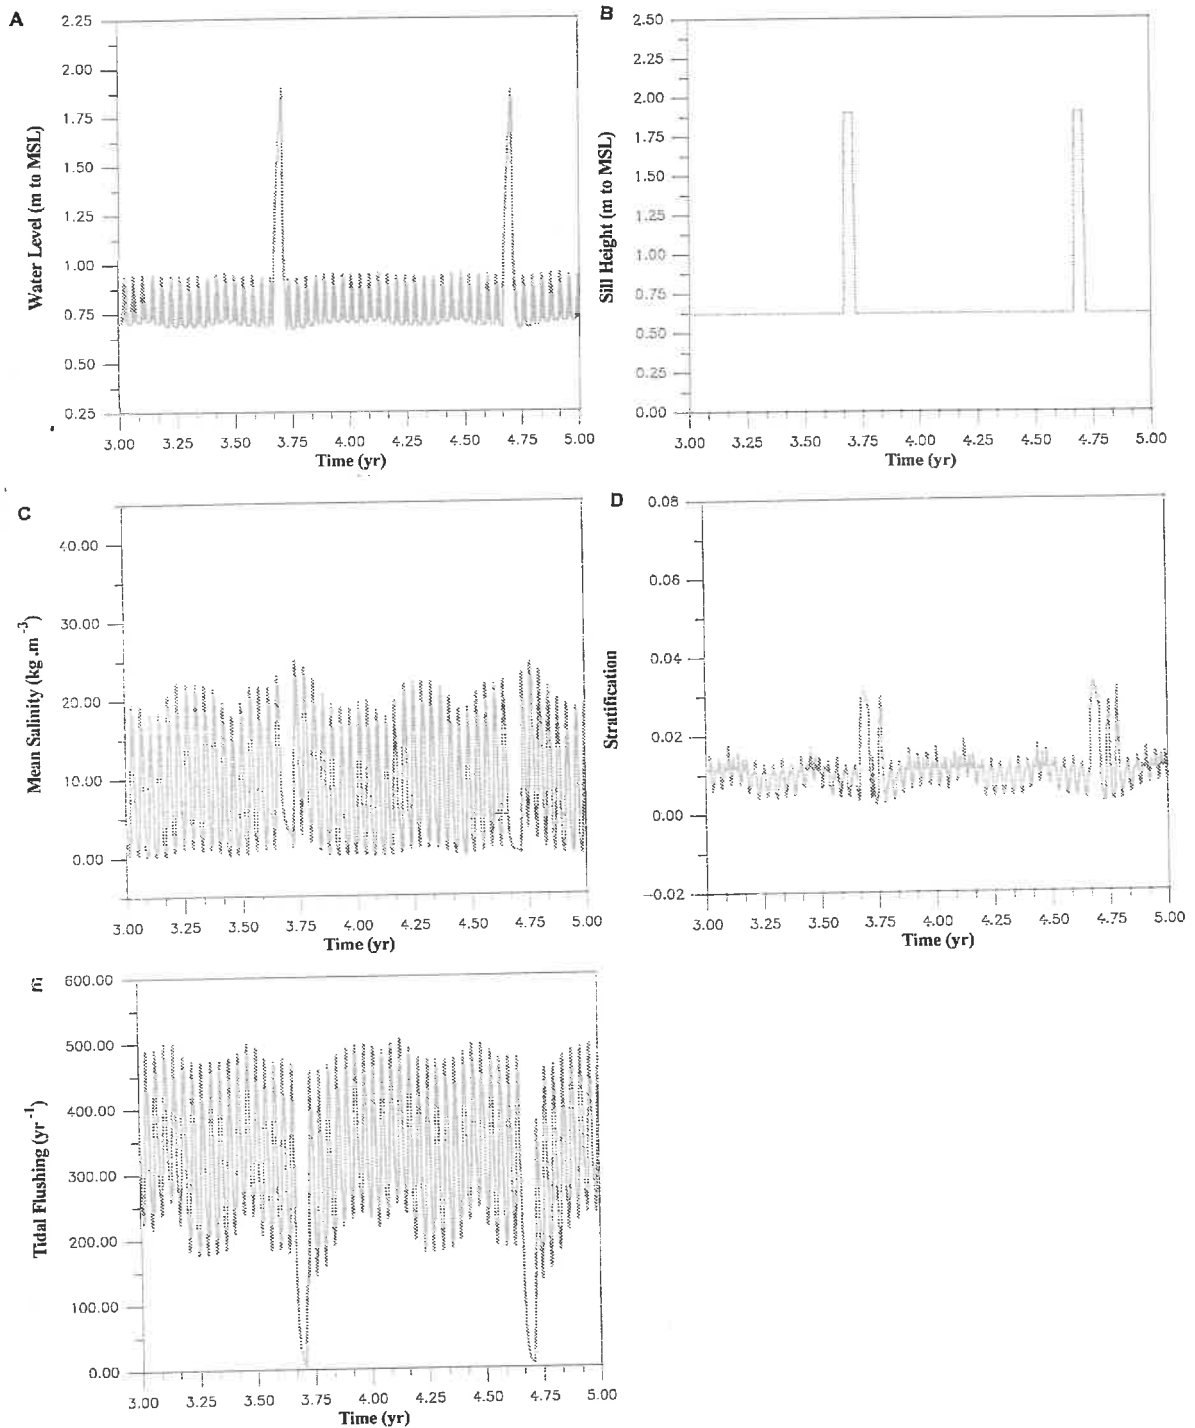 A
2.25
2.00
1.75
1.50
1.25
1.00
0.75
0.50
0.25
Water Level (m to MSL)
3.00 3.25 3.50 3.75 4.00 4.25 4.50 4.75 5.00
Time (yr)
B
2.50
2.25
2.00
1.75
1.50
1.25
1.00
0.75
0.50
0.25
0.00
Sill Height (m to MSL)
3.00 3.25 3.50 3.75 4.00 4.25 4.50 4.75 5.00
Time (yr)
C
40.00
30.00
20.00
10.00
0.00
Mean Salinity (kg .m -3)
3.00 3.25 3.50 3.75 4.00 4.25 4.50 4.75 5.00
Time (yr)
D
0.08
0.06
0.04
0.02
0.00
-0.02
Stratification
3.00 3.25 3.50 3.75 4.00 4.25 4.50 4.75 5.00
Time (yr)
600.00
500.00
400.00
300.00
200.00
100.00
0.00
Tidal Flushing (yr -1)
3.00 3.25 3.50 3.75 4.00 4.25 4.50 4.75 5.00
Time (yr)